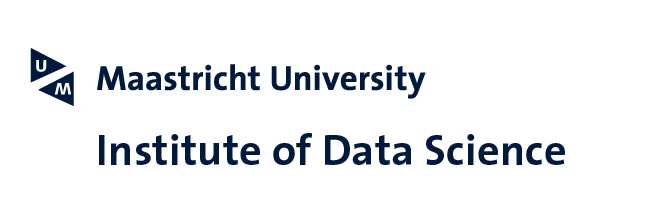 UM
Maastricht University
Institute of Data Science